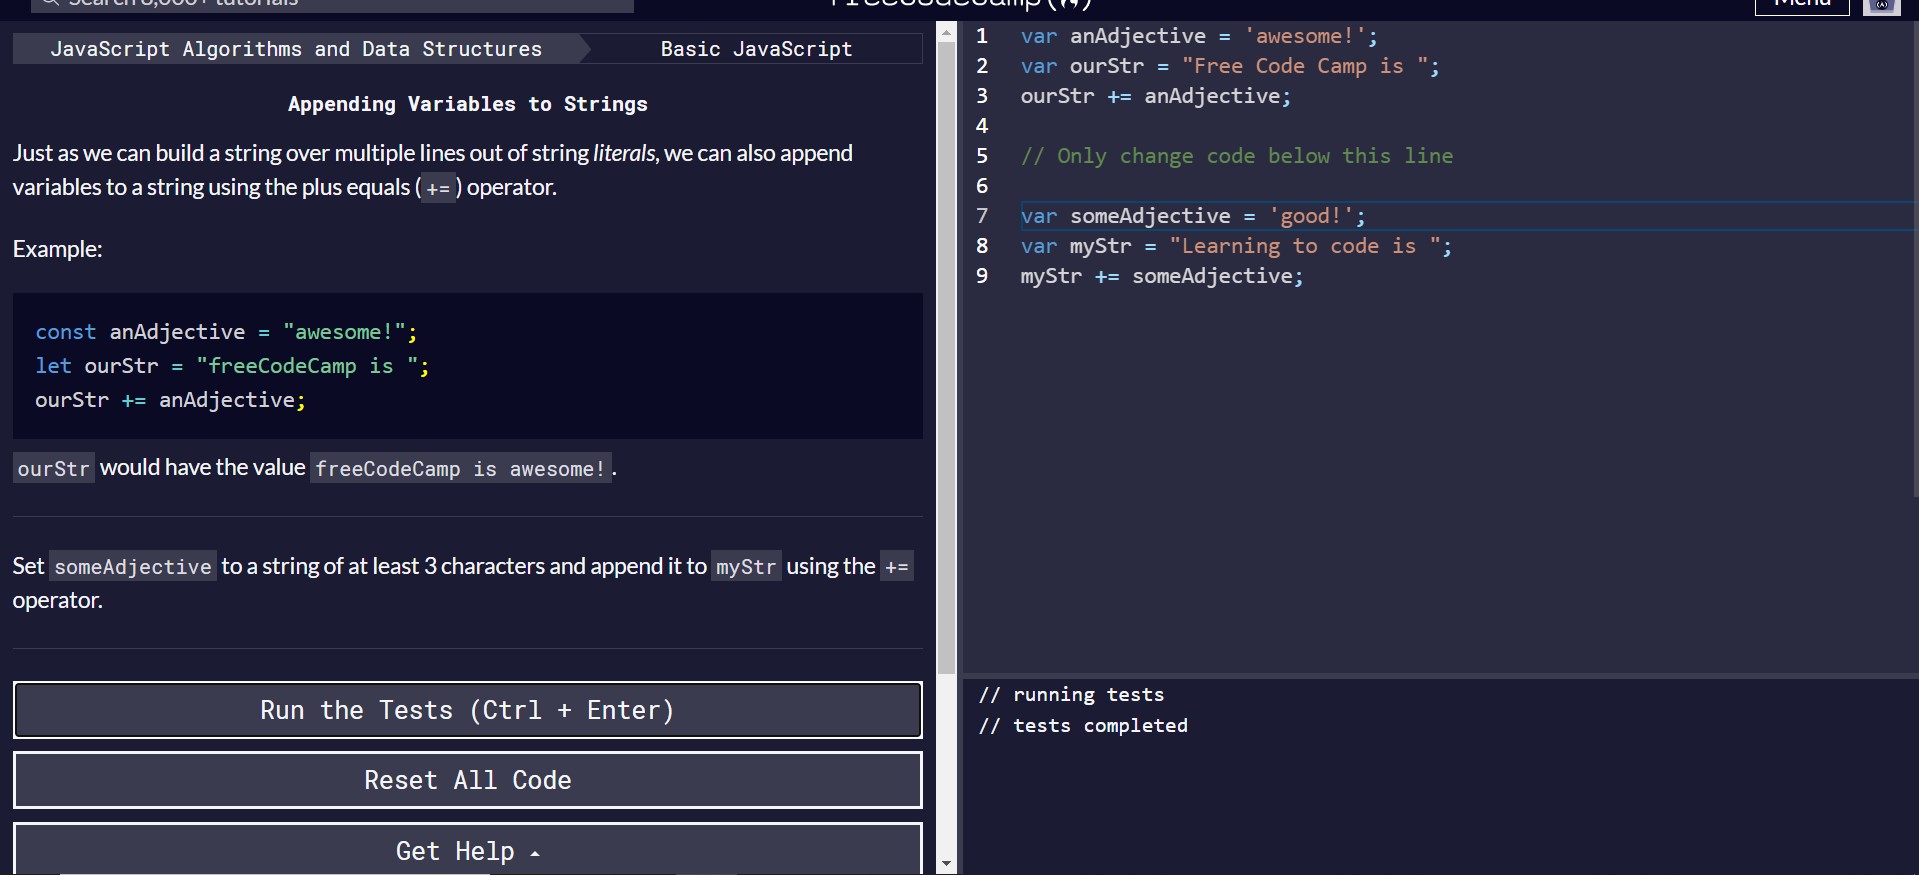 Menu
JavaScript Algorithms and Data Structures
Basic JavaScript
Appending Variables to Strings
Just as we can build a string over multiple lines out of string literals, we can also append
variables to a string using the plus equals (+=) operator.
Example:
const anAdjective = "awesome!";
let ourStr = "freeCodeCamp is ";
ourStr += anAdjective;
ourStr would have the value freeCodeCamp is awesome!.
Set someAdjective to a string of at least 3 characters and append it to myStr using the +=
operator.
Run the Tests (Ctrl + Enter)
Reset All Code
Get Help
1 var anAdjective = 'awesome!';
2 var ourStr = "Free Code Camp is ";
3 ourStr += anAdjective;
4
5 // Only change code below this line
6
7 var someAdjective = 'good!';
8 var myStr = "Learning to code is ";
9 myStr += someAdjective;
// running tests
// tests completed